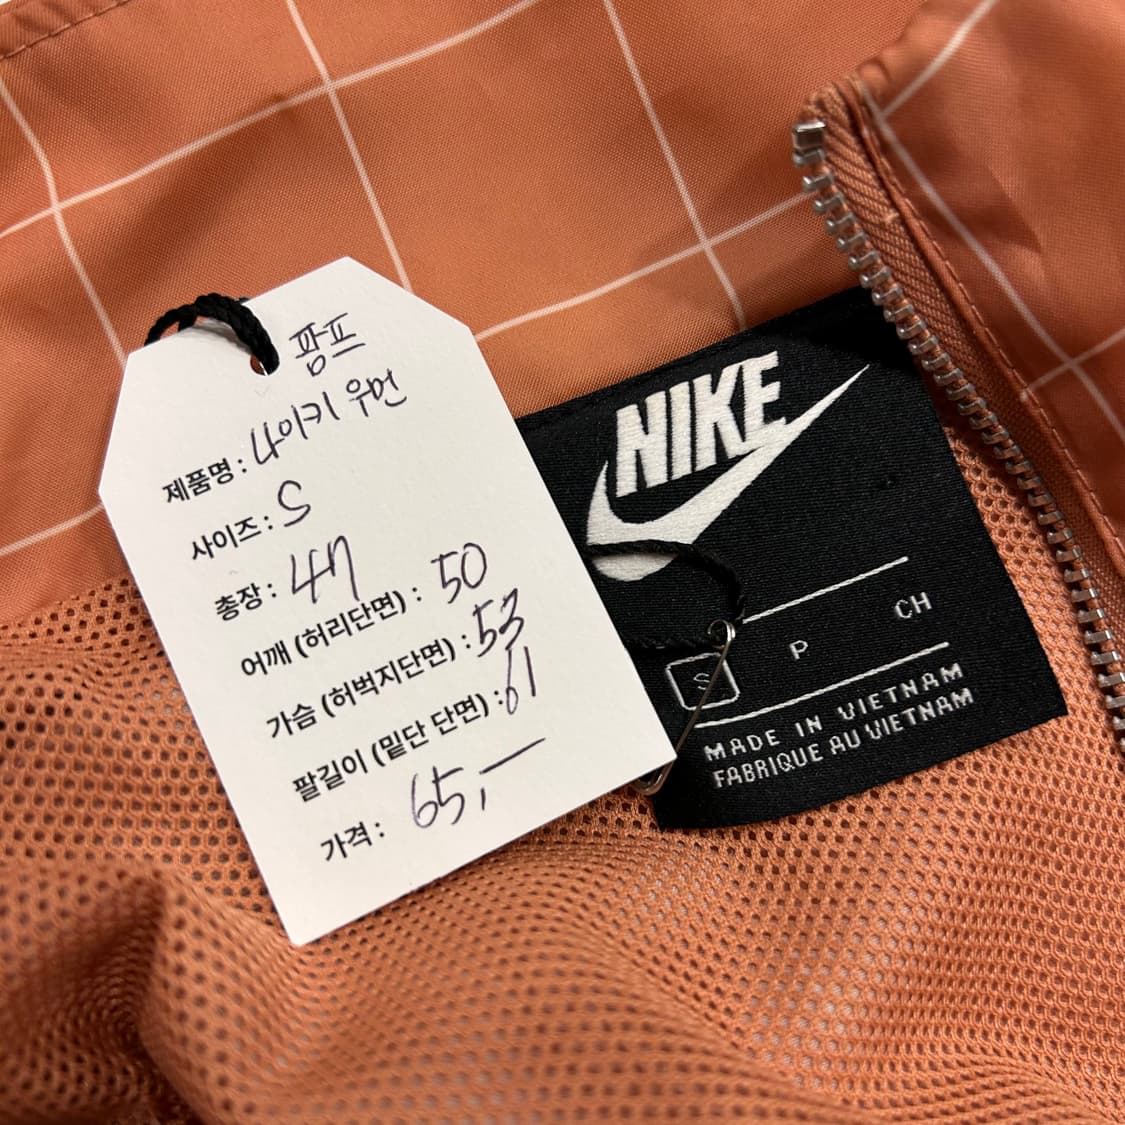 팜프
제품명: 나이키 우먼
사이즈: S
총장: 47
어깨 (허리단면): 50
가슴 (허벅지단면): 53
팔길이 (밑단 단면): 61
가격: 65,—
NIKE
S P CH
MADE IN VIETNAM
FABRIQUE AU VIETNAM